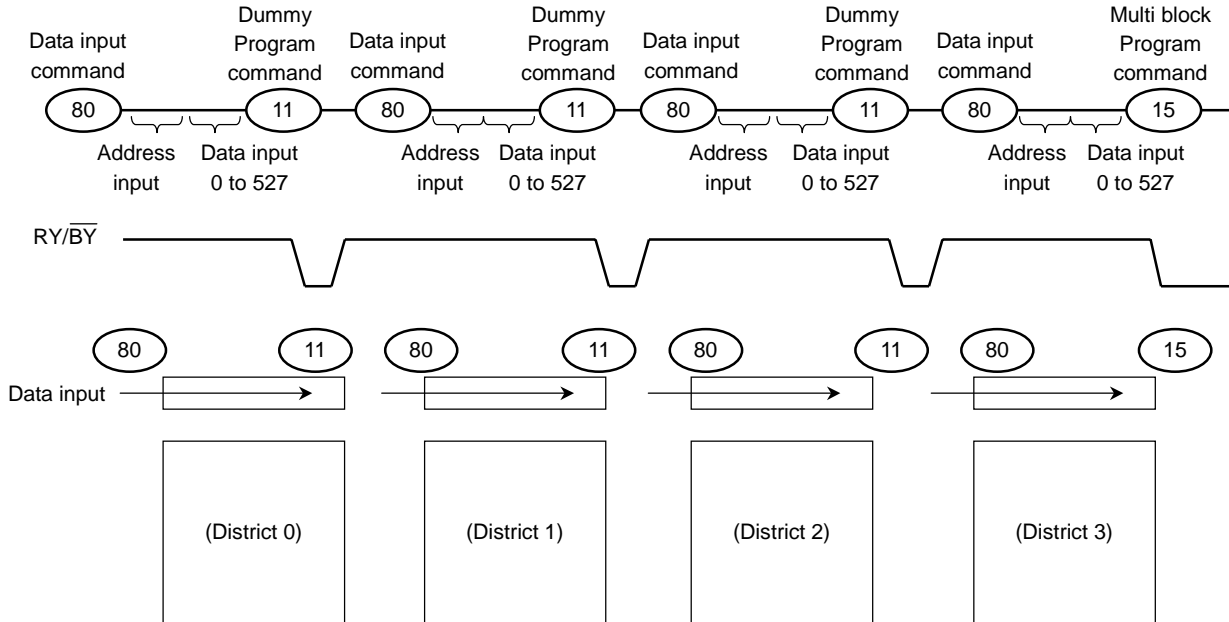 Dummy
Dummy
Dummy
Multi block
Data input
Program
Data input
Program
Data input
Program
Data input
Program
command
command
command
command
command
command
command
command
80
11
80
11
80
11
80
15
Address
input
Data input
0 to 527
Address
input
Data input
0 to 527
Address
input
Data input
0 to 527
Address
input
Data input
0 to 527
RY/BY
80
11
80
11
80
11
80
15
Data input
(District 0)
(District 1)
(District 2)
(District 3)